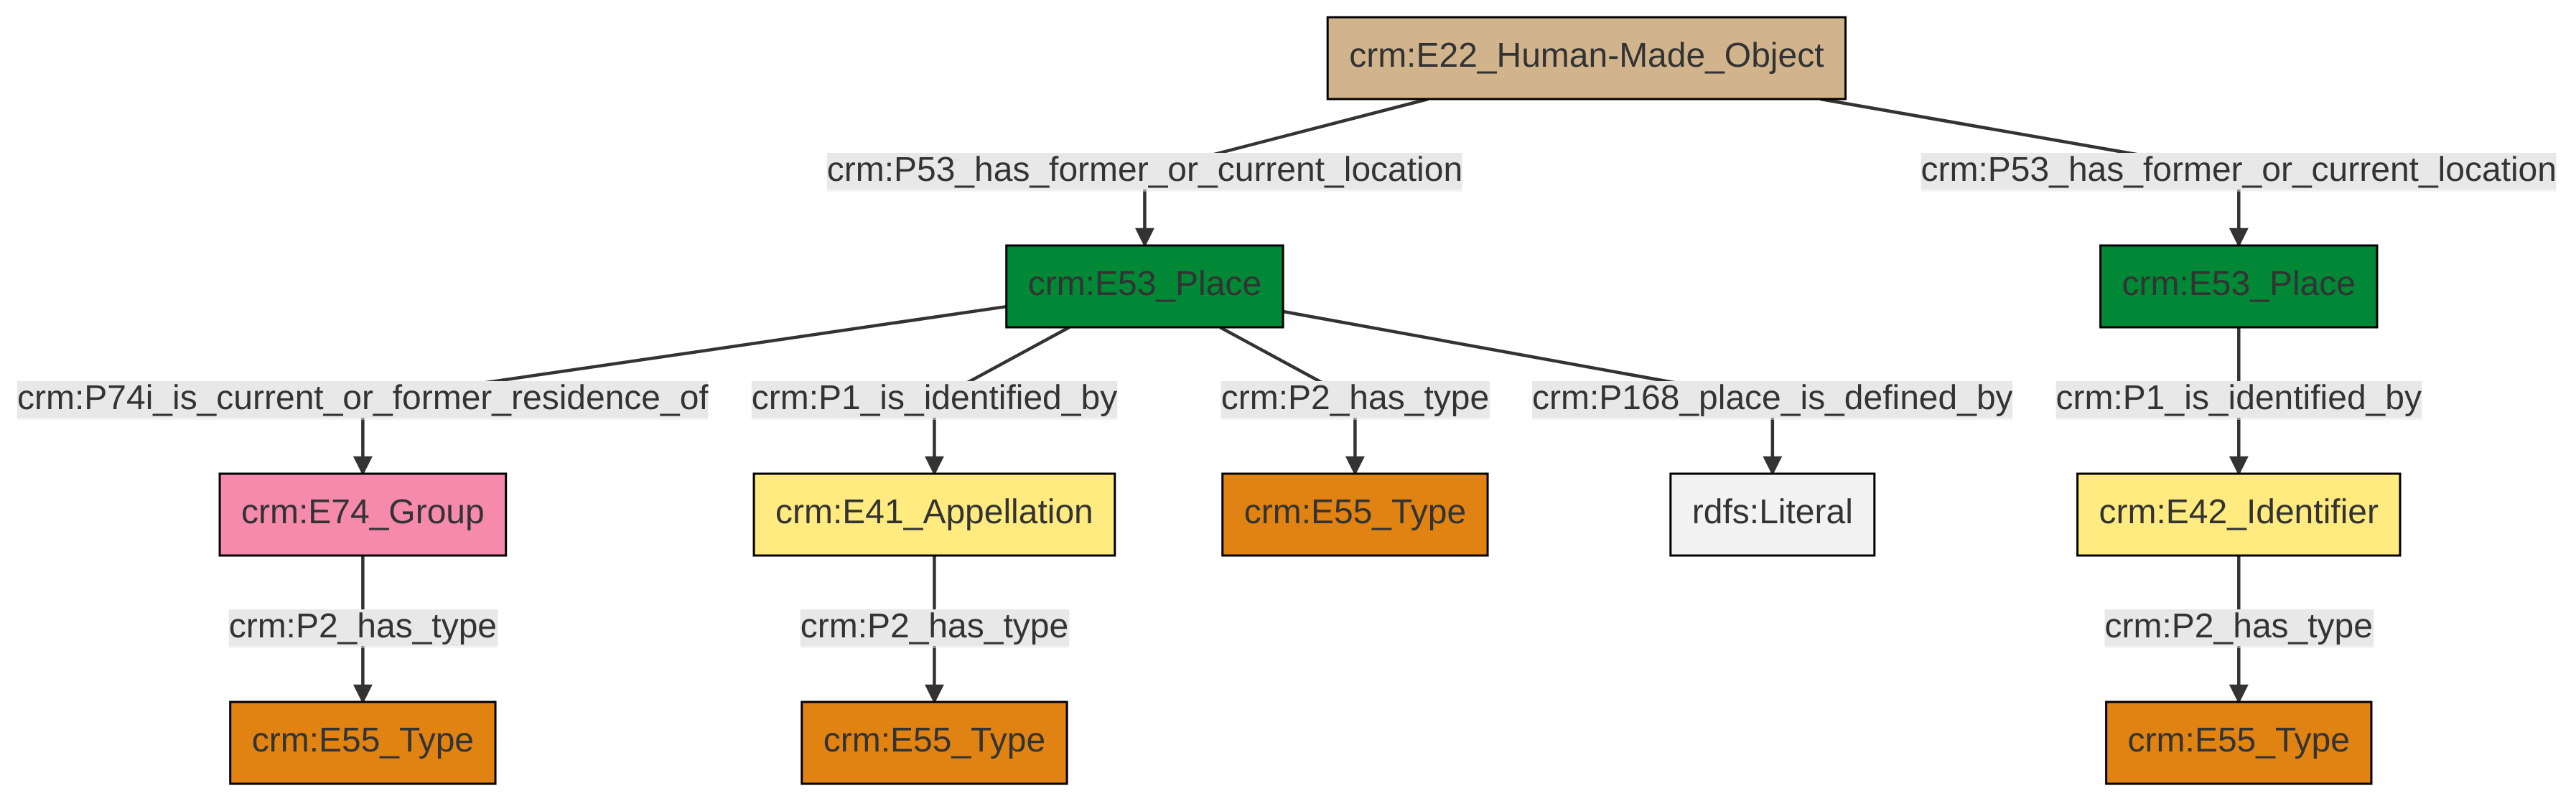 crm:E22_Human-Made_Object
crm:P53_has_former_or_current_location
crm:P53_has_former_or_current_location
crm:E53_Place
crm:E53_Place
crm:P74i_is_current_or_former_residence_of
crm:P1_is_identified_by
crm:P2_has_type
crm:P168_place_is_defined_by
crm:P1_is_identified_by
crm:E74_Group
crm:E41_Appellation
crm:E55_Type
rdfs:Literal
crm:E42_Identifier
crm:P2_has_type
crm:P2_has_type
crm:P2_has_type
crm:E55_Type
crm:E55_Type
crm:E55_Type